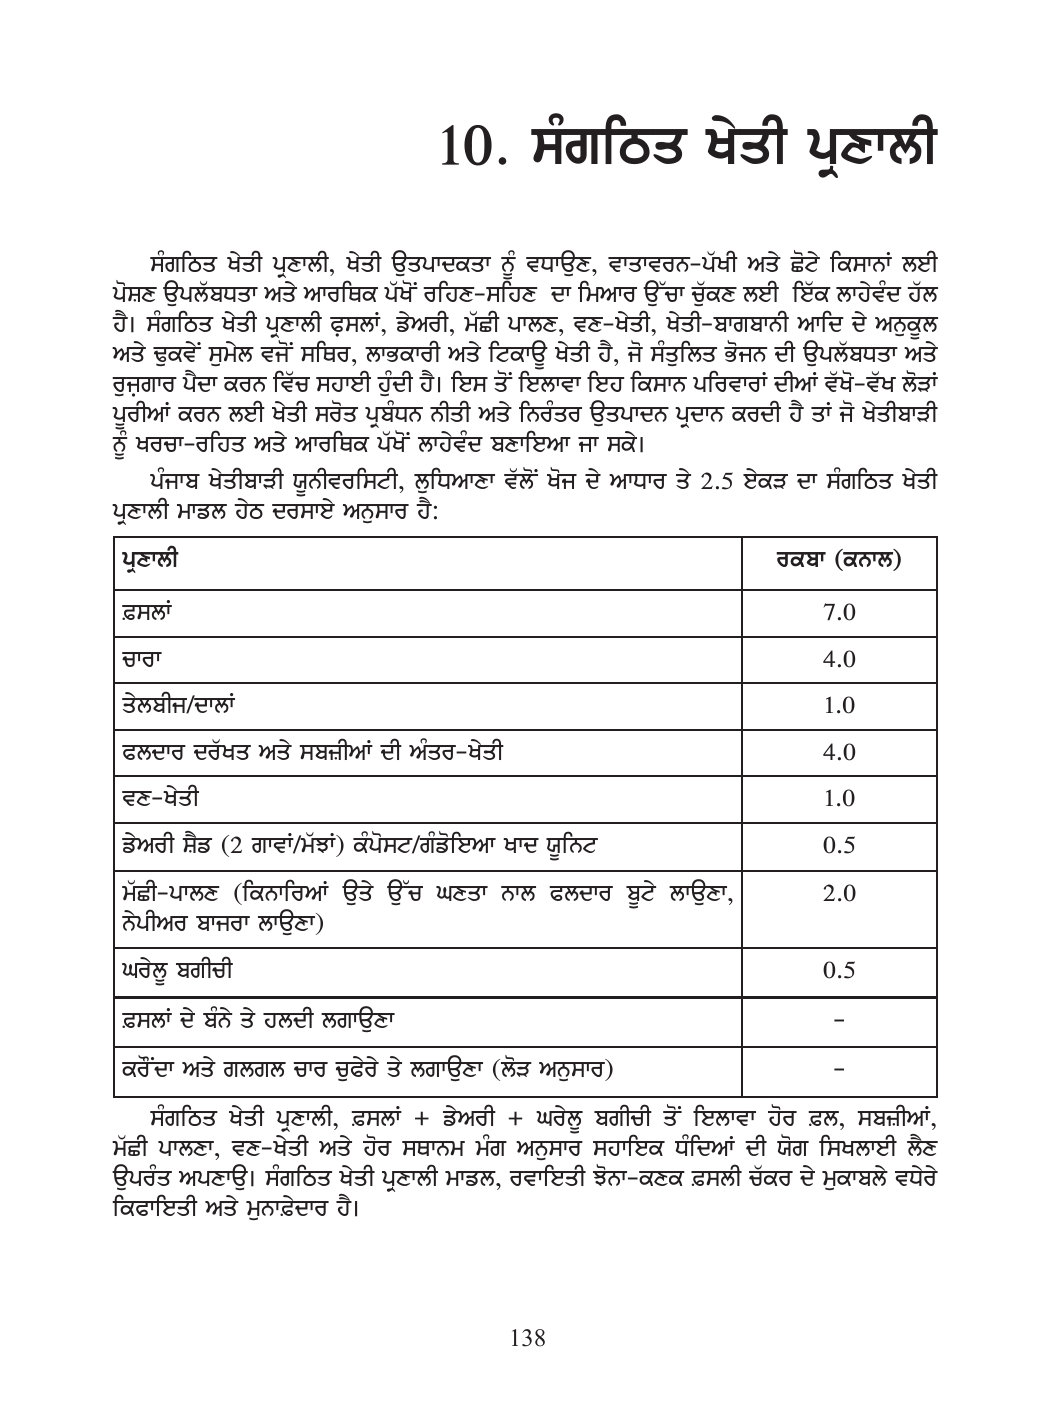 10. ਸੰਗਠਿਤ ਖੇਤੀ ਪ੍ਰਣਾਲੀ
ਸੰਗਠਿਤ ਖੇਤੀ ਪ੍ਰਣਾਲੀ, ਖੇਤੀ ਉਤਪਾਦਕਤਾ ਨੂੰ ਵਧਾਉਣ, ਵਾਤਾਵਰਨ-ਪੱਖੀ ਅਤੇ ਛੋਟੇ ਕਿਸਾਨਾਂ ਲਈ
ਪੋਸ਼ਣ ਉਪਲੱਬਧਤਾ ਅਤੇ ਆਰਥਿਕ ਪੱਖੋਂ ਰਹਿਣ-ਸਹਿਣ ਦਾ ਮਿਆਰ ਉੱਚਾ ਚੁੱਕਣ ਲਈ ਇੱਕ ਲਾਹੇਵੰਦ ਹੱਲ
ਹੈ। ਸੰਗਠਿਤ ਖੇਤੀ ਪ੍ਰਣਾਲੀ ਫ਼ਸਲਾਂ, ਡੇਅਰੀ, ਮੱਛੀ ਪਾਲਣ, ਵਣ-ਖੇਤੀ, ਖੇਤੀ-ਬਾਗਬਾਨੀ ਆਦਿ ਦੇ ਅਨੁਕੂਲ
ਅਤੇ ਢੁਕਵੇਂ ਸੁਮੇਲ ਵਜੋਂ ਸਥਿਰ, ਲਾਭਕਾਰੀ ਅਤੇ ਟਿਕਾਊ ਖੇਤੀ ਹੈ, ਜੋ ਸੰਤੁਲਿਤ ਭੋਜਨ ਦੀ ਉਪਲੱਬਧਤਾ ਅਤੇ
ਰੁਜ਼ਗਾਰ ਪੈਦਾ ਕਰਨ ਵਿੱਚ ਸਹਾਈ ਹੁੰਦੀ ਹੈ। ਇਸ ਤੋਂ ਇਲਾਵਾ ਇਹ ਕਿਸਾਨ ਪਰਿਵਾਰਾਂ ਦੀਆਂ ਵੱਖੋ-ਵੱਖ ਲੋੜਾਂ
ਪੂਰੀਆਂ ਕਰਨ ਲਈ ਖੇਤੀ ਸਰੋਤ ਪ੍ਰਬੰਧਨ ਨੀਤੀ ਅਤੇ ਨਿਰੰਤਰ ਉਤਪਾਦਨ ਪ੍ਰਦਾਨ ਕਰਦੀ ਹੈ ਤਾਂ ਜੋ ਖੇਤੀਬਾੜੀ
ਨੂੰ ਖਰਚਾ-ਰਹਿਤ ਅਤੇ ਆਰਥਿਕ ਪੱਖੋਂ ਲਾਹੇਵੰਦ ਬਣਾਇਆ ਜਾ ਸਕੇ।
ਪੰਜਾਬ ਖੇਤੀਬਾੜੀ ਯੂਨੀਵਰਸਿਟੀ, ਲੁਧਿਆਣਾ ਵੱਲੋਂ ਖੋਜ ਦੇ ਆਧਾਰ ਤੇ 2.5 ਏਕੜ ਦਾ ਸੰਗਠਿਤ ਖੇਤੀ
ਪ੍ਰਣਾਲੀ ਮਾਡਲ ਹੇਠ ਦਰਸਾਏ ਅਨੁਸਾਰ ਹੈ:
ਪ੍ਰਣਾਲੀ ਰਕਬਾ (ਕਨਾਲ)
ਫ਼ਸਲਾਂ 7.0
ਚਾਰਾ 4.0
ਤੇਲਬੀਜ/ਦਾਲਾਂ 1.0
ਫਲਦਾਰ ਦਰੱਖਤ ਅਤੇ ਸਬਜ਼ੀਆਂ ਦੀ ਅੰਤਰ-ਖੇਤੀ 4.0
ਵਣ-ਖੇਤੀ 1.0
ਡੇਅਰੀ ਸ਼ੈਡ (2 ਗਾਵਾਂ/ਮੱਝਾਂ) ਕੰਪੋਸਟ/ਗੰਡੋਇਆ ਖਾਦ ਯੂਨਿਟ 0.5
ਮੱਛੀ-ਪਾਲਣ (ਕਿਨਾਰਿਆਂ ਉਤੇ ਉੱਚ ਘਣਤਾ ਨਾਲ ਫਲਦਾਰ ਬੂਟੇ ਲਾਉਣਾ, 2.0
ਨੇਪੀਅਰ ਬਾਜਰਾ ਲਾਉਣਾ)
ਘਰੇਲੂ ਬਗੀਚੀ 0.5
ਫ਼ਸਲਾਂ ਦੇ ਬੰਨੇ ਤੇ ਹਲਦੀ ਲਗਾਉਣਾ -
ਕਰੌਂਦਾ ਅਤੇ ਗਲਗਲ ਚਾਰ ਚੁਫੇਰੇ ਤੇ ਲਗਾਉਣਾ (ਲੋੜ ਅਨੁਸਾਰ) -
ਸੰਗਠਿਤ ਖੇਤੀ ਪ੍ਰਣਾਲੀ, ਫ਼ਸਲਾਂ + ਡੇਅਰੀ + ਘਰੇਲੂ ਬਗੀਚੀ ਤੋਂ ਇਲਾਵਾ ਹੋਰ ਫ਼ਲ, ਸਬਜ਼ੀਆਂ,
ਮੱਛੀ ਪਾਲਣਾ, ਵਣ-ਖੇਤੀ ਅਤੇ ਹੋਰ ਸਥਾਨਮ ਮੰਗ ਅਨੁਸਾਰ ਸਹਾਇਕ ਧੰਦਿਆਂ ਦੀ ਯੋਗ ਸਿਖਲਾਈ ਲੈਣ
ਉਪਰੰਤ ਅਪਣਾਉ। ਸੰਗਠਿਤ ਖੇਤੀ ਪ੍ਰਣਾਲੀ ਮਾਡਲ, ਰਵਾਇਤੀ ਝੋਨਾ-ਕਣਕ ਫ਼ਸਲੀ ਚੱਕਰ ਦੇ ਮੁਕਾਬਲੇ ਵਧੇਰੇ
ਕਿਫਾਇਤੀ ਅਤੇ ਮੁਨਾਫ਼ੇਦਾਰ ਹੈ।
138